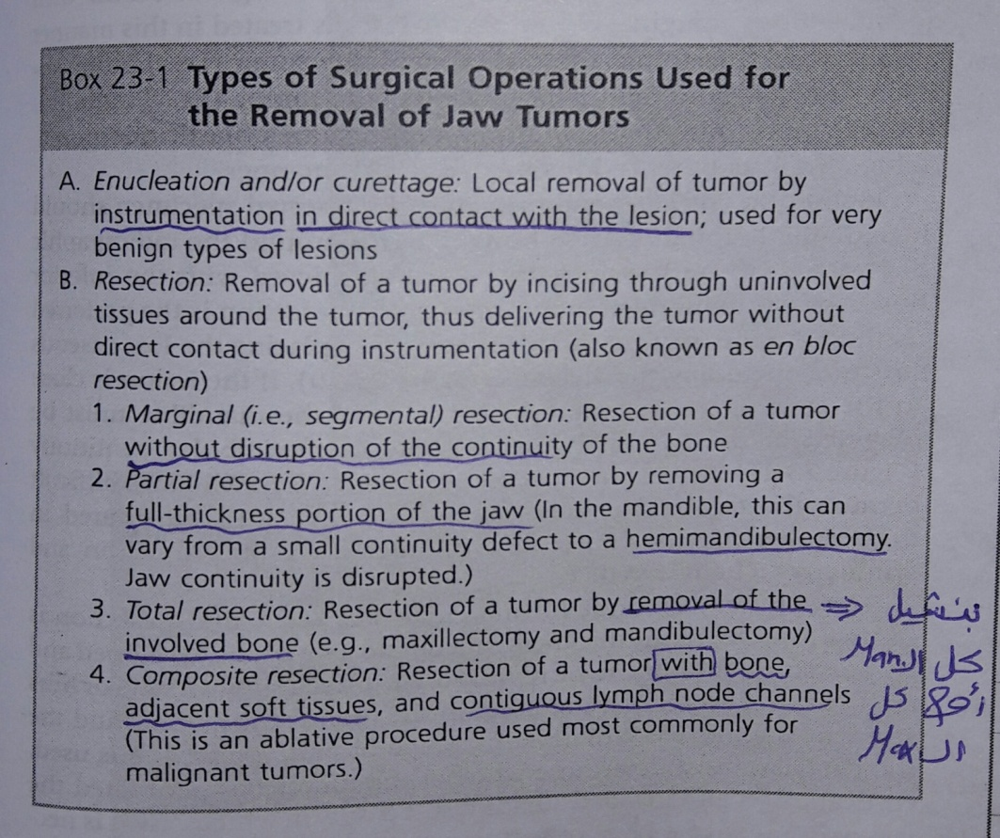 Box 23-1 Types of Surgical Operations Used for
the Removal of Jaw Tumors
A. Enucleation and/or curettage: Local removal of tumor by
instrumentation in direct contact with the lesion; used for very
benign types of lesions
B. Resection: Removal of a tumor by incising through uninvolved
tissues around the tumor, thus delivering the tumor without
direct contact during instrumentation (also known as en bloc
resection)
1. Marginal (i.e., segmental) resection: Resection of a tumor
without disruption of the continuity of the bone
2. Partial resection: Resection of a tumor by removing a
full-thickness portion of the jaw (In the mandible, this can
vary from a small continuity defect to a hemimandibulectomy.
Jaw continuity is disrupted.)
3. Total resection: Resection of a tumor by removal of the
involved bone (e.g., maxillectomy and mandibulectomy)
4. Composite resection: Resection of a tumor with bone,
adjacent soft tissues, and contiguous lymph node channels
(This is an ablative procedure used most commonly for
malignant tumors.)
⇒ بنشيل
كل الـ Man.
كل
الـ Max